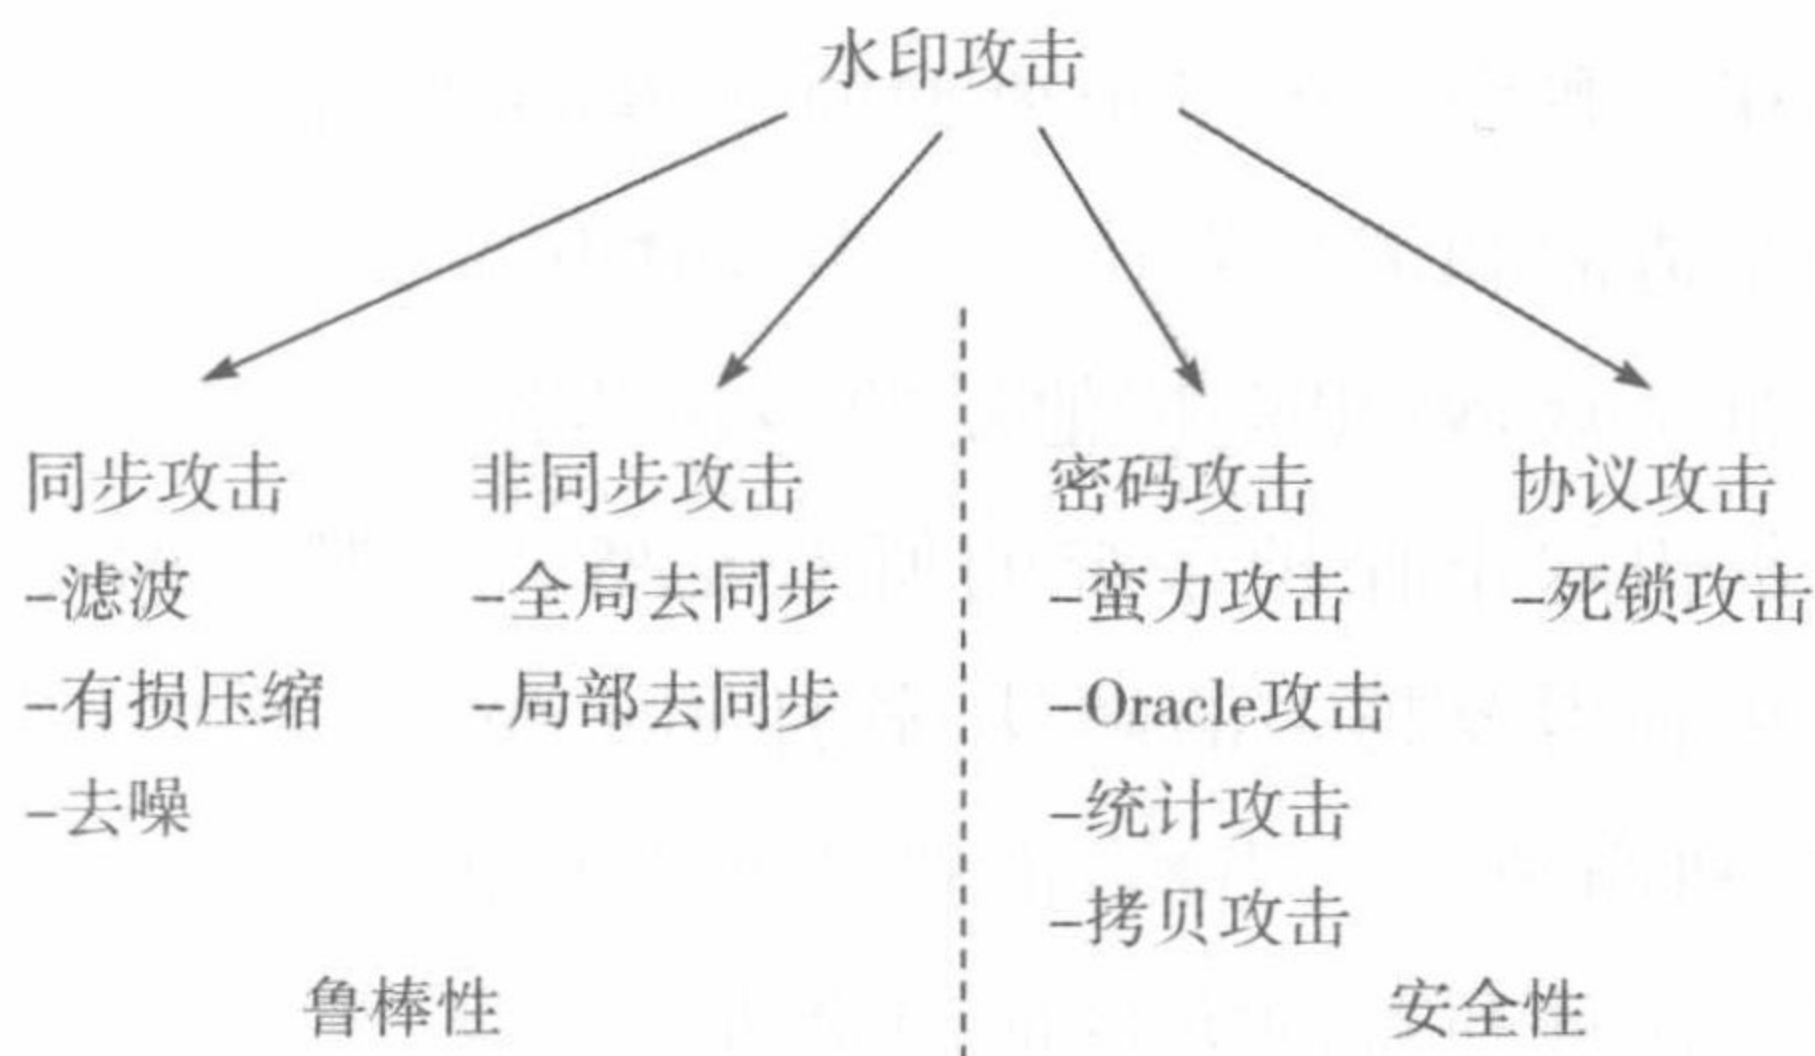 水印攻击
同步攻击
-滤波
-有损压缩
-去噪
非同步攻击
-全局去同步
-局部去同步
密码攻击
-蛮力攻击
-Oracle攻击
-统计攻击
-拷贝攻击
协议攻击
-死锁攻击
鲁棒性
安全性